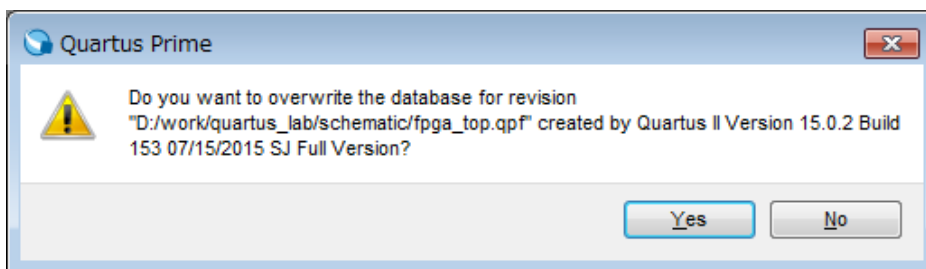 Quartus Prime
Do you want to overwrite the database for revision
"D:/work/quartus_lab/schematic/fpga_top.qpf" created by Quartus II Version 15.0.2 Build
153 07/15/2015 SJ Full Version?
Yes
No